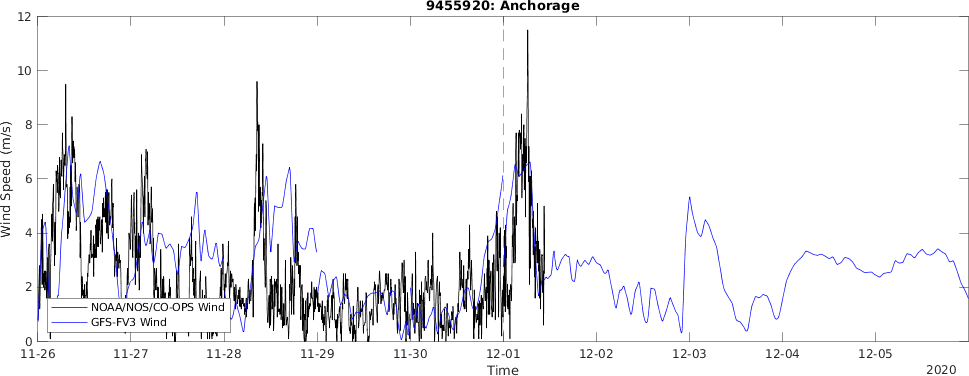 9455920: Anchorage
12
10
8
6
4
2
0
Wind Speed (m/s)
NOAA/NOS/CO-OPS Wind
GFS-FV3 Wind
11-26 11-27 11-28 11-29 11-30 12-01 12-02 12-03 12-04 12-05
Time
2020